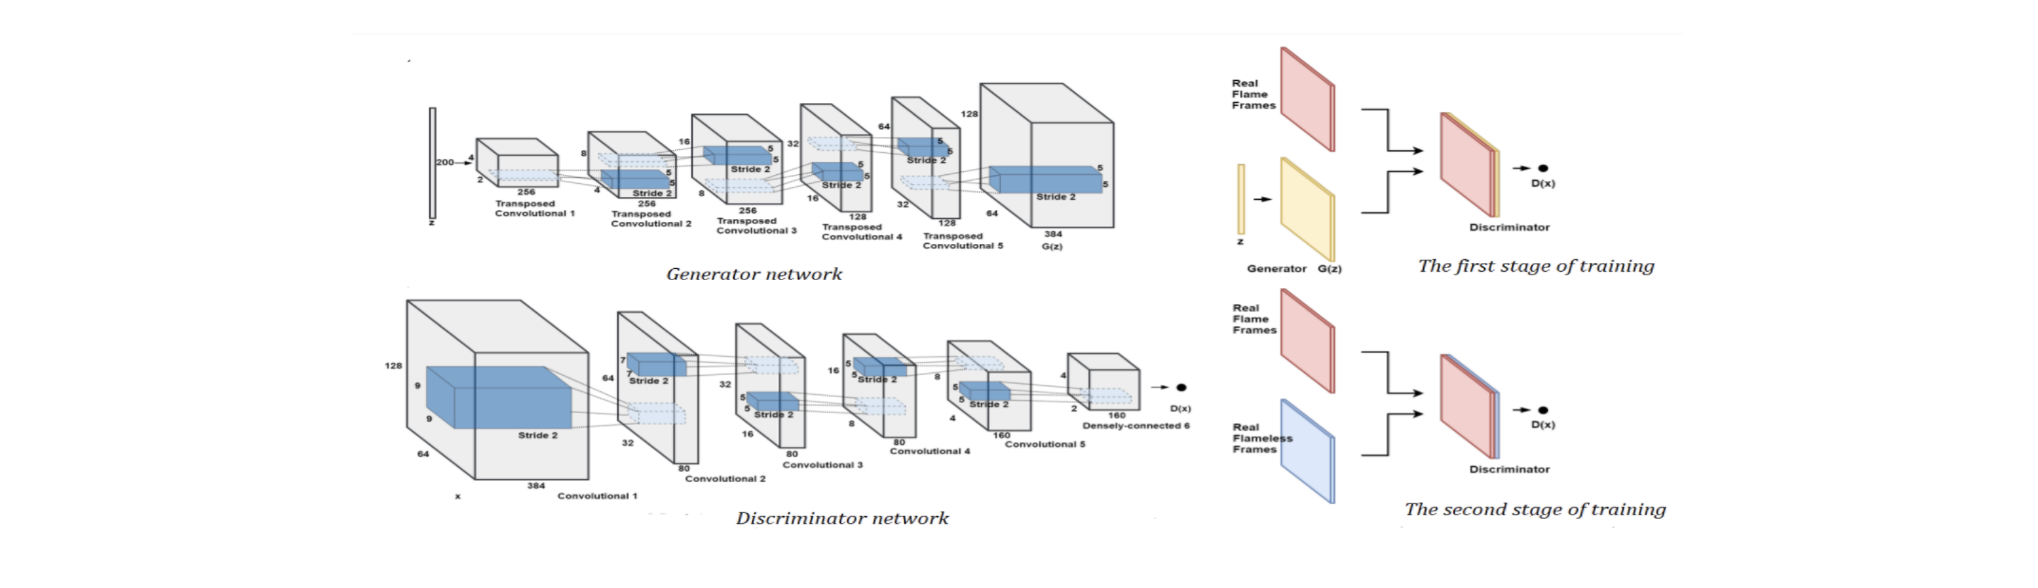 200
z
4
2
256
Transposed
Convolutional 1
8
4
5
5
Stride 2
256
Transposed
Convolutional 2
16
8
5
5
Stride 2
256
Transposed
Convolutional 3
32
16
5
5
Stride 2
128
Transposed
Convolutional 4
64
32
5
5
Stride 2
128
Transposed
Convolutional 5
128
64
5
5
Stride 2
384
G(z)
Generator network
Real
Flame
Frames
z
Generator G(z)
D(x)
Discriminator
The first stage of training
128
9
9
64
Stride 2
384
x
Convolutional 1
7
7
64
Stride 2
32
80
Convolutional 2
32
5
5
Stride 2
16
80
Convolutional 3
16
5
5
Stride 2
8
80
Convolutional 4
8
5
5
Stride 2
4
160
Convolutional 5
4
2
160
Densely-connected 6
D(x)
Discriminator network
Real
Flame
Frames
Real
Flameless
Frames
D(x)
Discriminator
The second stage of training